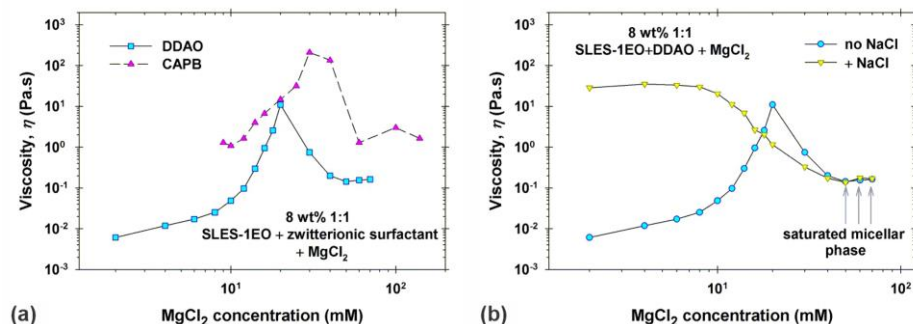 10³
10²
10¹
10⁰
10⁻¹
10⁻²
10⁻³
Viscosity, η (Pa.s)
DDAO
CAPB
8 wt% 1:1
SLES-1EO + zwitterionic surfactant
+ MgCl₂
10¹
10²
MgCl₂ concentration (mM)
(a)
10³
10²
10¹
10⁰
10⁻¹
10⁻²
10⁻³
Viscosity, η (Pa.s)
8 wt% 1:1
SLES-1EO+DDAO + MgCl₂
no NaCl
+ NaCl
saturated micellar
phase
10¹
10²
MgCl₂ concentration (mM)
(b)